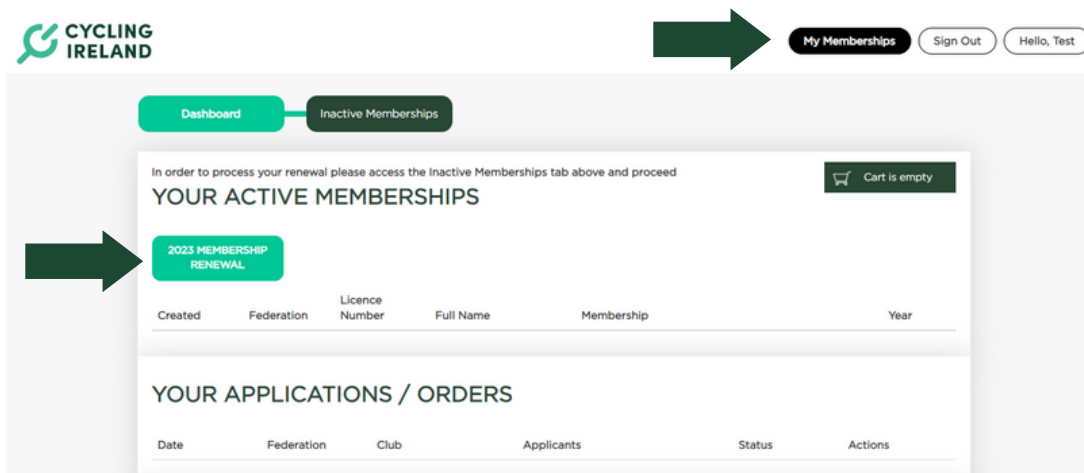 CYCLING
IRELAND
My Memberships
Sign Out
Hello, Test
Dashboard
Inactive Memberships
In order to process your renewal please access the Inactive Memberships tab above and proceed
Cart is empty
YOUR ACTIVE MEMBERSHIPS
2023 MEMBERSHIP
RENEWAL
Created Federation Licence Number Full Name Membership Year
YOUR APPLICATIONS / ORDERS
Date Federation Club Applicants Status Actions